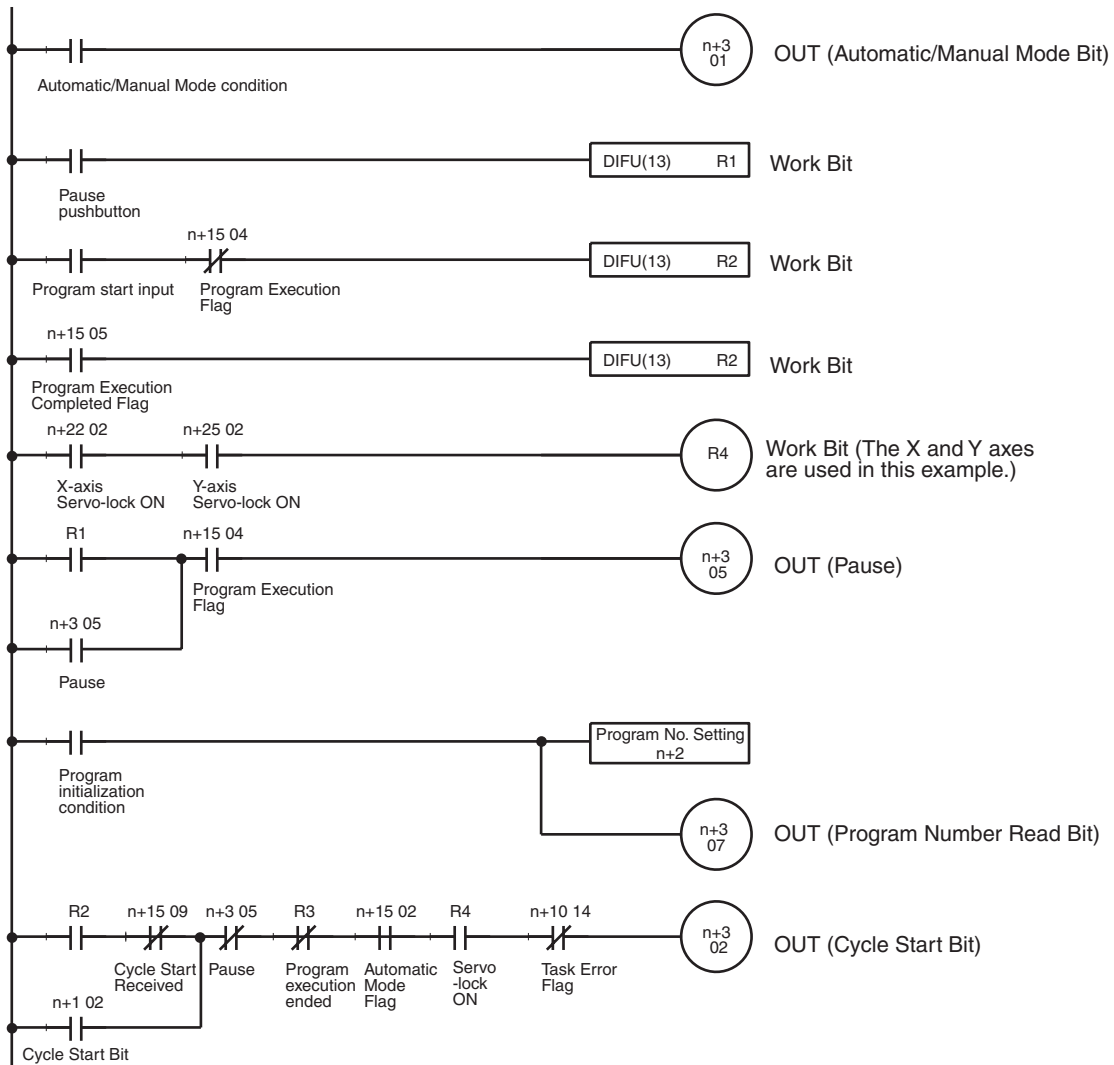 n+3
01
OUT (Automatic/Manual Mode Bit)
Automatic/Manual Mode condition
DIFU(13) R1
Work Bit
Pause
pushbutton
n+15 04
DIFU(13) R2
Work Bit
Program start input
Program Execution
Flag
n+15 05
DIFU(13) R2
Work Bit
Program Execution
Completed Flag
n+22 02
n+25 02
R4
Work Bit (The X and Y axes
are used in this example.)
X-axis
Servo-lock ON
Y-axis
Servo-lock ON
R1
n+15 04
n+3
05
OUT (Pause)
Program Execution
Flag
n+3 05
Pause
Program No. Setting
n+2
Program
initialization
condition
n+3
07
OUT (Program Number Read Bit)
R2
n+15 09
n+3 05
R3
n+15 02
R4
n+10 14
n+3
02
OUT (Cycle Start Bit)
Cycle Start
Received
Pause
Program
execution
ended
Automatic
Mode
Flag
Servo
-lock
ON
Task Error
Flag
n+1 02
Cycle Start Bit